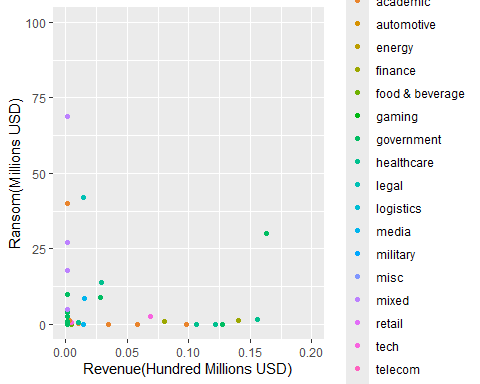 100
75
50
25
0
Ransom(Millions USD)
0.00 0.05 0.10 0.15 0.20
Revenue(Hundred Millions USD)
academic
automotive
energy
finance
food & beverage
gaming
government
healthcare
legal
logistics
media
military
misc
mixed
retail
tech
telecom